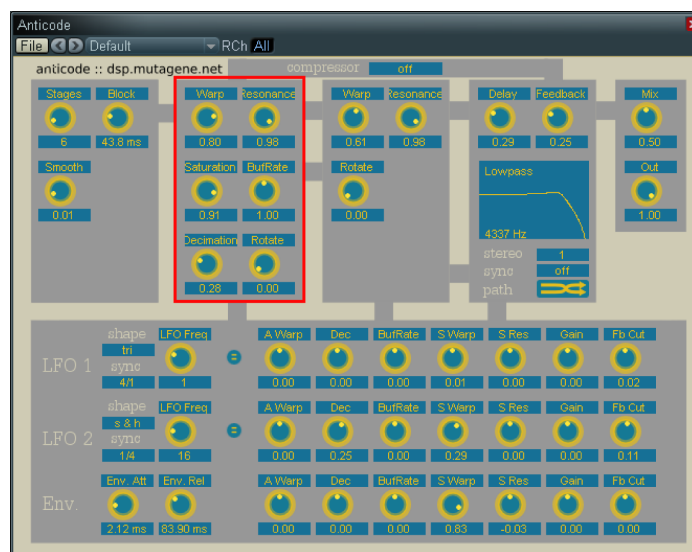 Anticode
File < > Default RCh All
anticode :: dsp.mutagene.net compressor off
Stages Block Warp Resonance Warp Resonance Delay Feedback Mix
6 43.8 ms 0.80 0.98 0.61 0.98 0.29 0.25 0.50
Smooth Saturation BufRate Rotate Lowpass Out
0.01 0.91 1.00 0.00 1.00
4337 Hz
Decimation Rotate stereo 1
sync off
0.28 0.00 path
shape LFO Freq A Warp Dec BufRate S Warp S Res Gain Fb Cut
LFO 1 tri =
sync
4/1 1 0.00 0.00 0.00 0.01 0.00 0.00 0.02
shape LFO Freq A Warp Dec BufRate S Warp S Res Gain Fb Cut
LFO 2 s & h =
sync
1/4 16 0.00 0.25 0.00 0.29 0.00 0.00 0.11
Env. Att Env. Rel A Warp Dec BufRate S Warp S Res Gain Fb Cut
Env.
2.12 ms 83.90 ms 0.00 0.00 0.00 0.83 -0.03 0.00 0.00